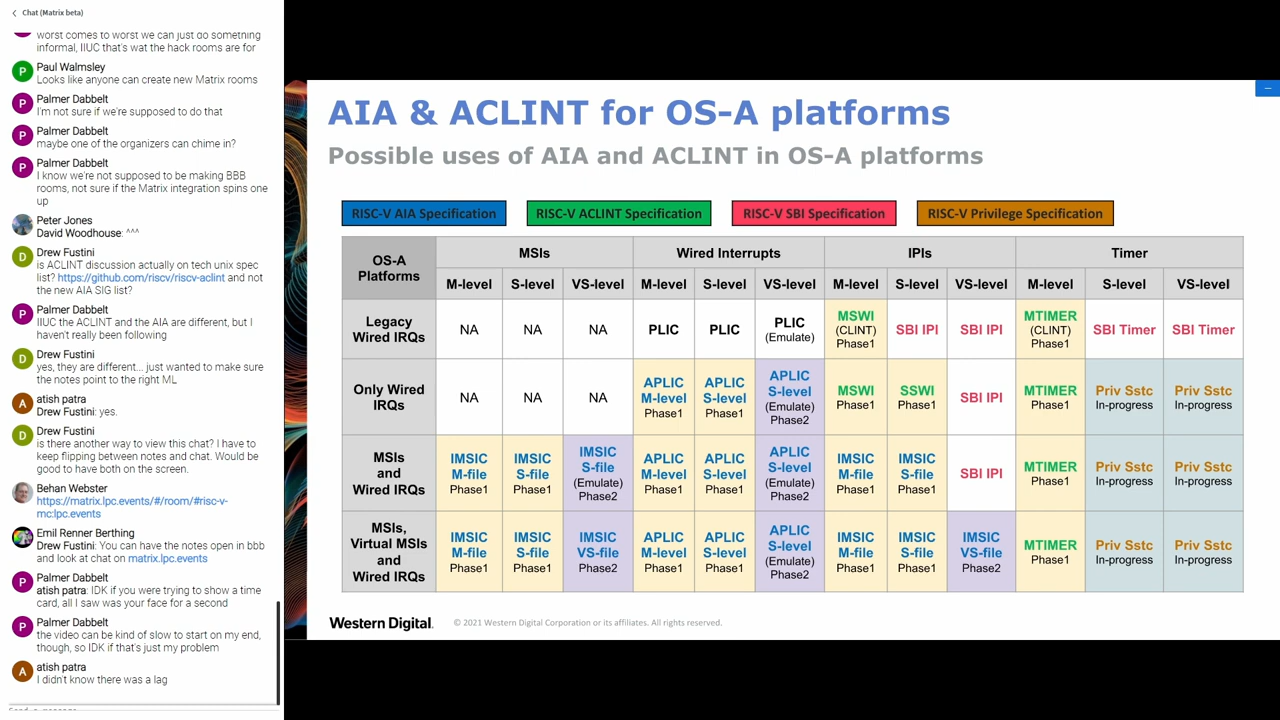 Chat (Matrix beta)
worst comes to worst we can just do something
informal, IIUC that's wat the hack rooms are for
P
Paul Walmsley
Looks like anyone can create new Matrix rooms
P
Palmer Dabbelt
I'm not sure if we're supposed to do that
P
Palmer Dabbelt
maybe one of the organizers can chime in?
P
Palmer Dabbelt
I know we're not supposed to be making BBB
rooms, not sure if the Matrix integration spins one
up
Peter Jones
David Woodhouse: ^^^
D
Drew Fustini
is ACLINT discussion actually on tech unix spec
list? https://github.com/riscv/riscv-aclint and not
the new AIA SIG list?
P
Palmer Dabbelt
IIUC the ACLINT and the AIA are different, but I
haven't really been following
D
Drew Fustini
yes, they are different... just wanted to make sure
the notes point to the right ML
A
atish patra
Drew Fustini: yes.
D
Drew Fustini
is there another way to view this chat? I have to
keep flipping between notes and chat. Would be
good to have both on the screen.
Behan Webster
https://matrix.lpc.events/#/room/#risc-v-
mc:lpc.events
Emil Renner Berthing
Drew Fustini: You can have the notes open in bbb
and look at chat on matrix.lpc.events
P
Palmer Dabbelt
atish patra: IDK if you were trying to show a time
card, all I saw was your face for a second
P
Palmer Dabbelt
the video can be kind of slow to start on my end,
though, so IDK if that's just my problem
A
atish patra
I didn't know there was a lag
AIA & ACLINT for OS-A platforms
Possible uses of AIA and ACLINT in OS-A platforms
RISC-V AIA Specification RISC-V ACLINT Specification RISC-V SBI Specification RISC-V Privilege Specification
OS-A
Platforms
MSIs Wired Interrupts IPIs Timer
M-level S-level VS-level M-level S-level VS-level M-level S-level VS-level M-level S-level VS-level
Legacy
Wired IRQs
NA NA NA PLIC PLIC
PLIC
(Emulate)
MSWI
(CLINT)
Phase1
SBI IPI SBI IPI
MTIMER
(CLINT)
Phase1
SBI Timer SBI Timer
Only Wired
IRQs
NA NA NA
APLIC
M-level
Phase1
APLIC
S-level
Phase1
APLIC
S-level
(Emulate)
Phase2
MSWI
Phase1
SSWI
Phase1
SBI IPI
MTIMER
Phase1
Priv Sstc
In-progress
Priv Sstc
In-progress
MSIs
and
Wired IRQs
IMSIC
M-file
Phase1
IMSIC
S-file
Phase1
IMSIC
S-file
(Emulate)
Phase2
APLIC
M-level
Phase1
APLIC
S-level
Phase1
APLIC
S-level
(Emulate)
Phase2
IMSIC
M-file
Phase1
IMSIC
S-file
Phase1
SBI IPI
MTIMER
Phase1
Priv Sstc
In-progress
Priv Sstc
In-progress
MSIs,
Virtual MSIs
and
Wired IRQs
IMSIC
M-file
Phase1
IMSIC
S-file
Phase1
IMSIC
VS-file
Phase2
APLIC
M-level
Phase1
APLIC
S-level
Phase1
APLIC
S-level
(Emulate)
Phase2
IMSIC
M-file
Phase1
IMSIC
S-file
Phase1
IMSIC
VS-file
Phase2
MTIMER
Phase1
Priv Sstc
In-progress
Priv Sstc
In-progress
Western Digital. © 2021 Western Digital Corporation or its affiliates. All rights reserved.